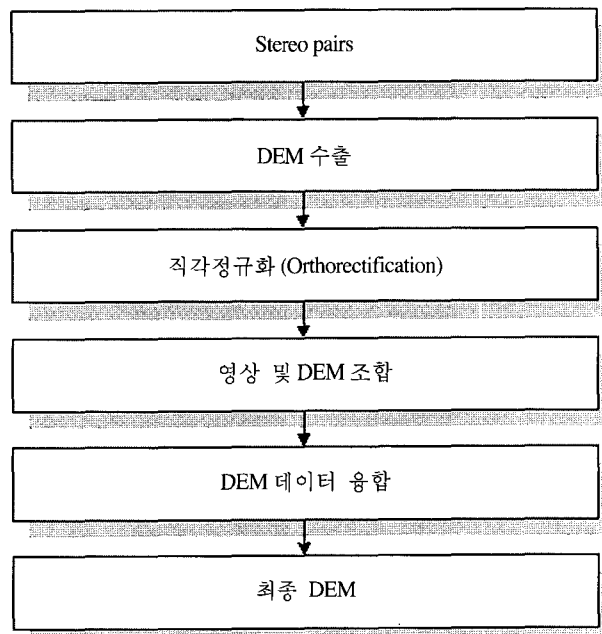 Stereo pairs
DEM 수출
직각정규화 (Orthorectification)
영상 및 DEM 조합
DEM 데이터 융합
최종 DEM